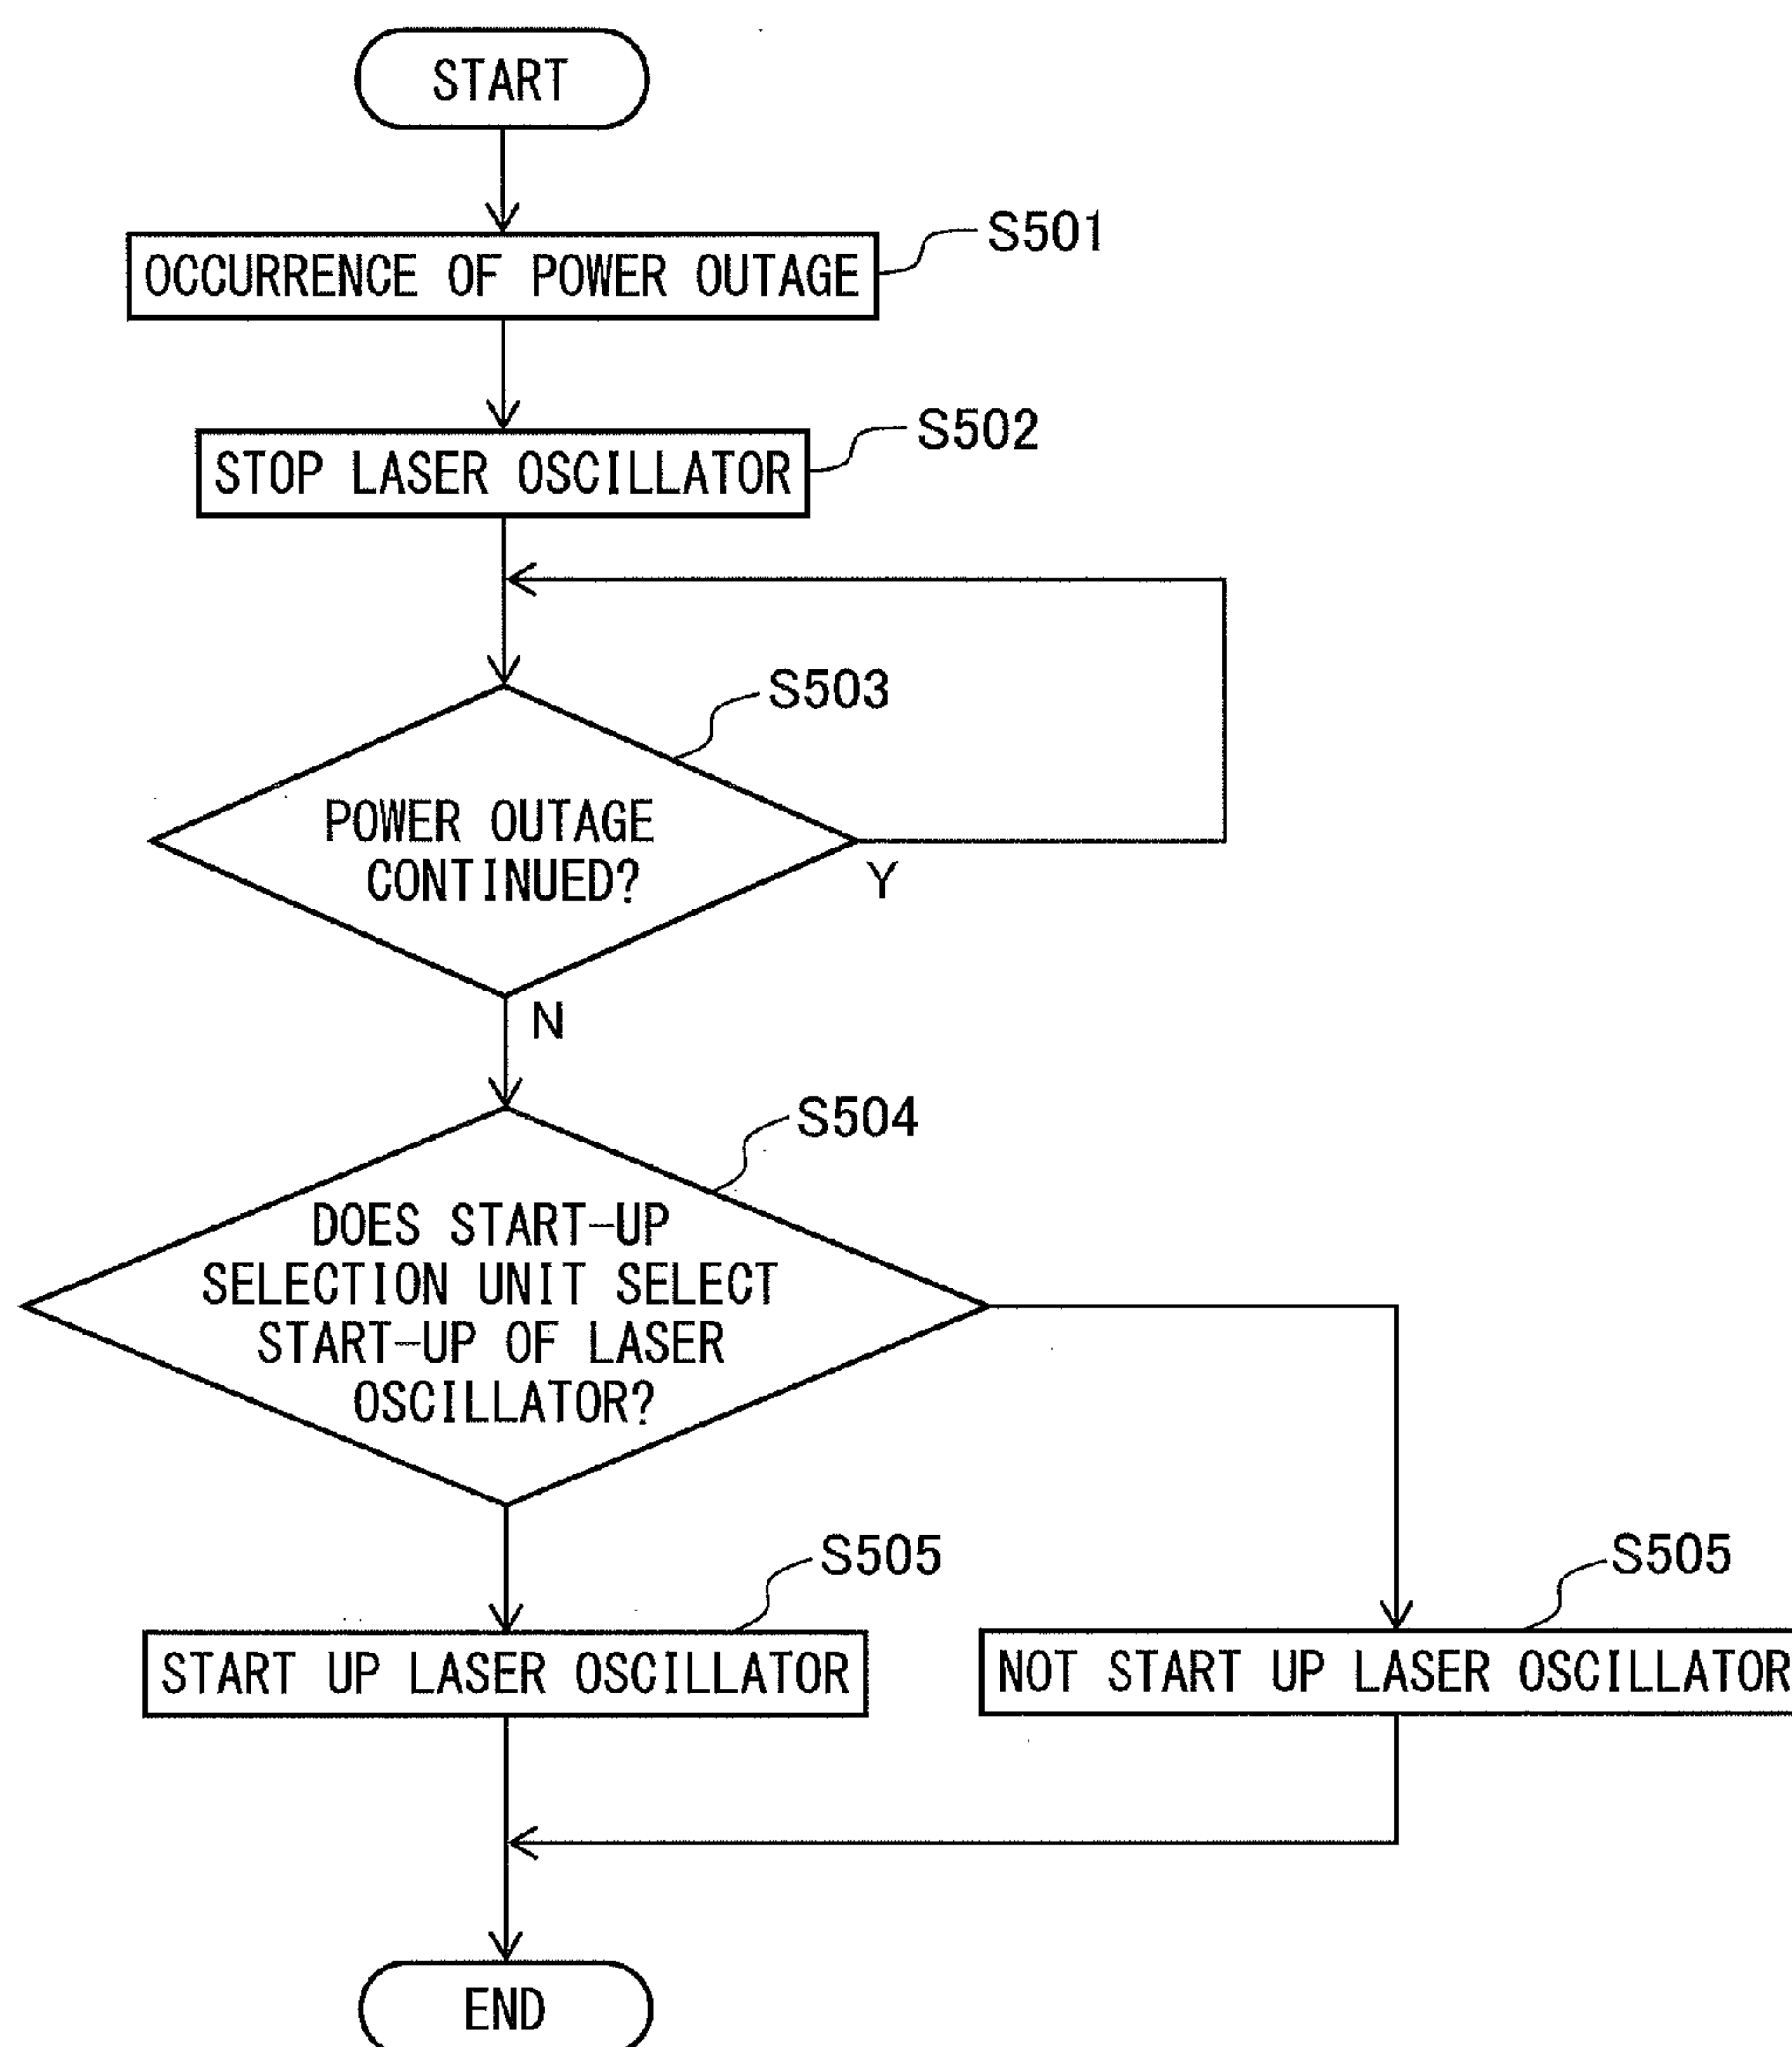 START
OCCURRENCE OF POWER OUTAGE
S501
STOP LASER OSCILLATOR
S502
S503
POWER OUTAGE
CONTINUED?
Y
N
S504
DOES START-UP
SELECTION UNIT SELECT
START-UP OF LASER
OSCILLATOR?
S505
START UP LASER OSCILLATOR
S505
NOT START UP LASER OSCILLATOR
END